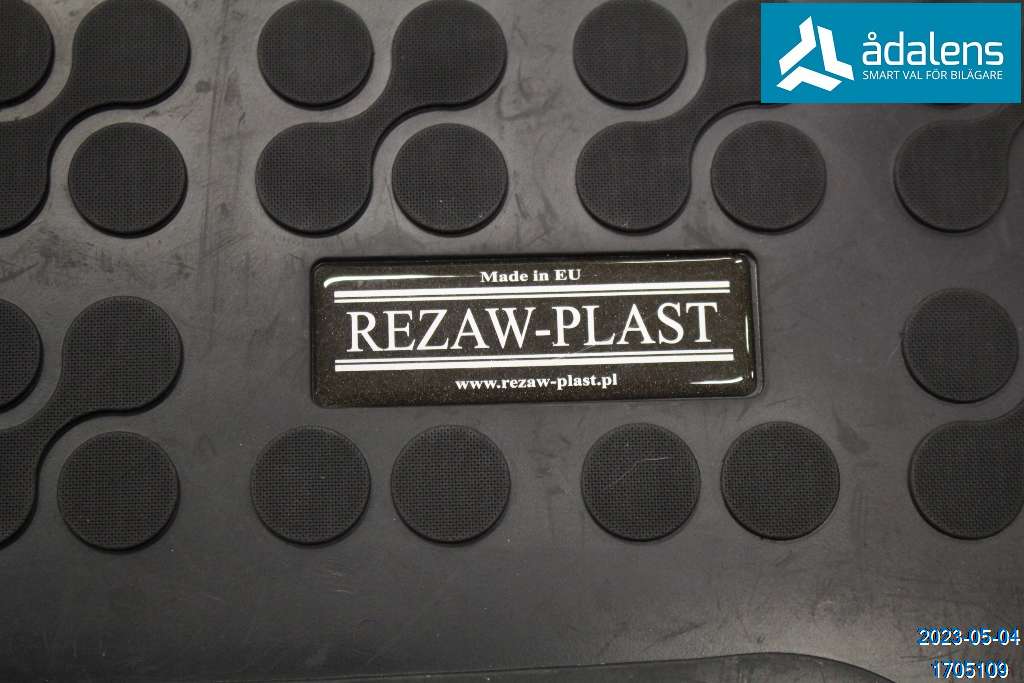 ådalens
SMART VAL FÖR BILÄGARE
Made in EU
REZAW-PLAST
www.rezaw-plast.pl
2023-05-04
1705109